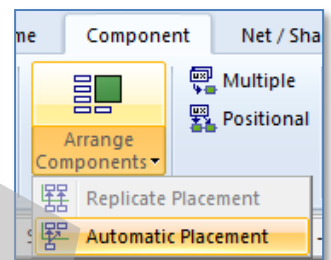 me Component Net / Sha
Multiple
Positional
Arrange
Components
Replicate Placement
Automatic Placement